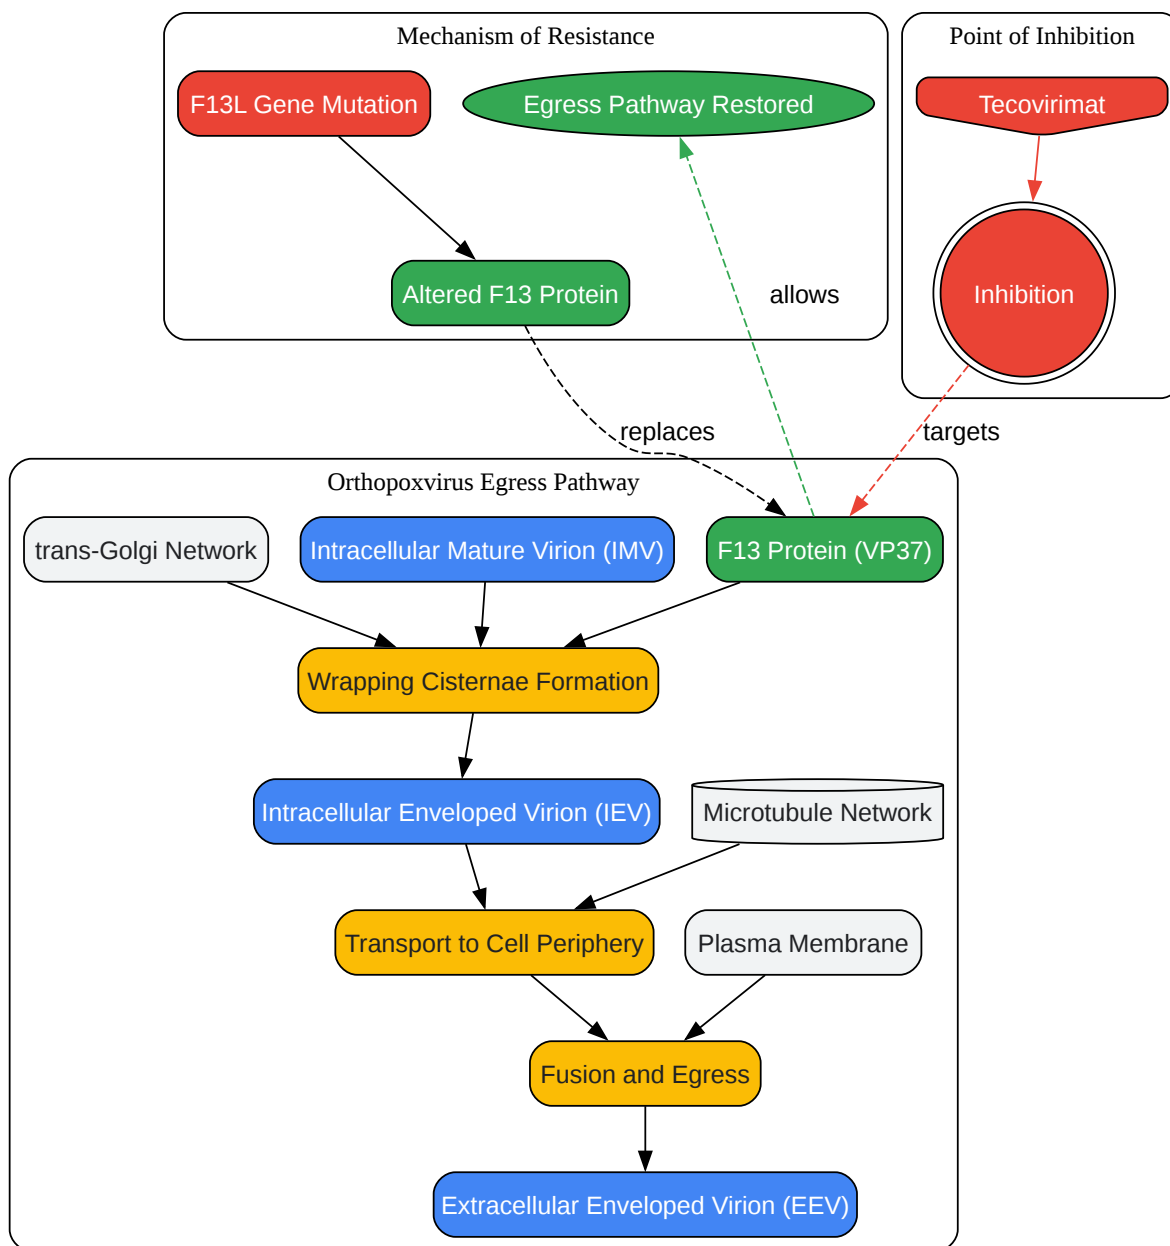 Mechanism of Resistance
Point of Inhibition
F13L Gene Mutation
Egress Pathway Restored
Tecovirimat
Altered F13 Protein
allows
Inhibition
replaces
targets
Orthopoxvirus Egress Pathway
trans-Golgi Network
Intracellular Mature Virion (IMV)
F13 Protein (VP37)
Wrapping Cisternae Formation
Intracellular Enveloped Virion (IEV)
Microtubule Network
Transport to Cell Periphery
Plasma Membrane
Fusion and Egress
Extracellular Enveloped Virion (EEV)